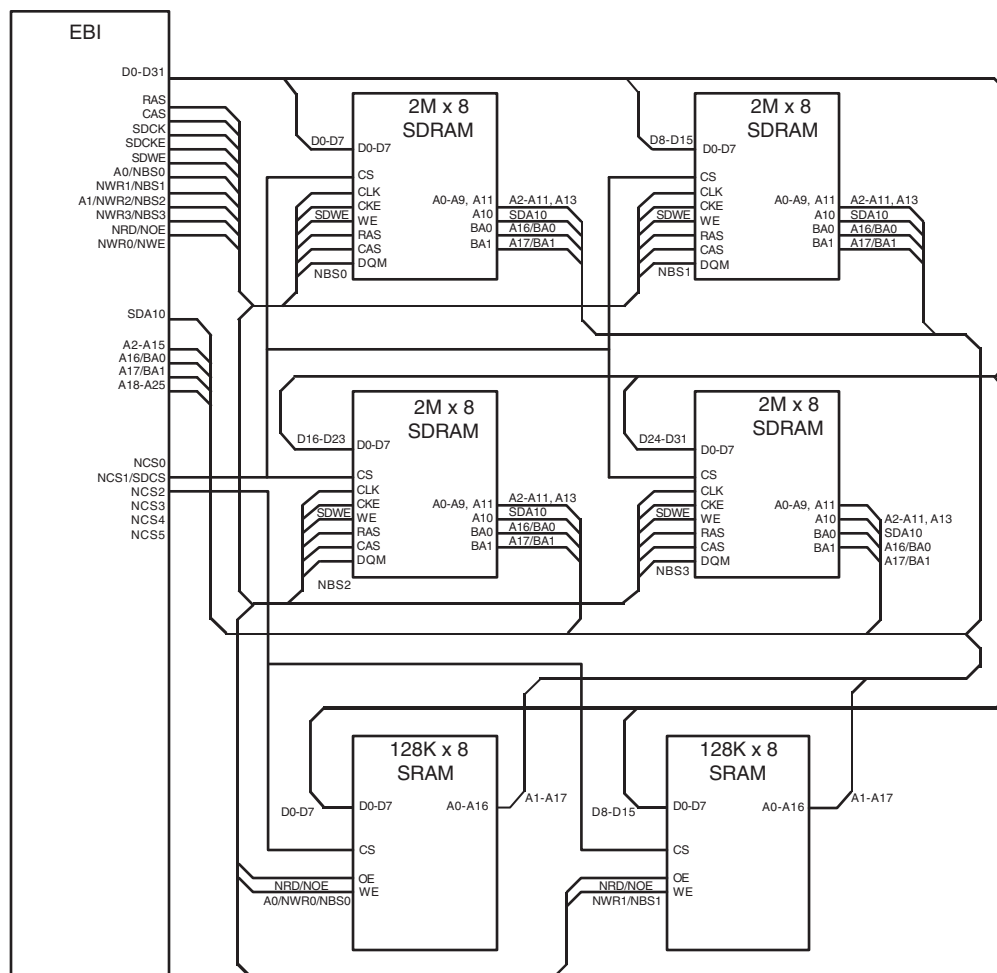 EBI
D0-D31
RAS
CAS
SDCK
SDCKE
SDWE
A0/NBS0
NWR1/NBS1
A1/NWR2/NBS2
NWR3/NBS3
NRD/NOE
NWR0/NWE
SDA10
A2-A15
A16/BA0
A17/BA1
A18-A25
NCS0
NCS1/SDCS
NCS2
NCS3
NCS4
NCS5
2M x 8
SDRAM
D0-D7
D0-D7
CS
CLK
CKE
SDWE
WE
RAS
CAS
DQM
NBS0
A0-A9, A11
A10
BA0
BA1
A2-A11, A13
SDA10
A16/BA0
A17/BA1
2M x 8
SDRAM
D8-D15
D0-D7
CS
CLK
CKE
SDWE
WE
RAS
CAS
DQM
NBS1
A0-A9, A11
A10
BA0
BA1
A2-A11, A13
SDA10
A16/BA0
A17/BA1
2M x 8
SDRAM
D16-D23
D0-D7
CS
CLK
CKE
SDWE
WE
RAS
CAS
DQM
NBS2
A0-A9, A11
A10
BA0
BA1
A2-A11, A13
SDA10
A16/BA0
A17/BA1
2M x 8
SDRAM
D24-D31
D0-D7
CS
CLK
CKE
SDWE
WE
RAS
CAS
DQM
NBS3
A0-A9, A11
A10
BA0
BA1
A2-A11, A13
SDA10
A16/BA0
A17/BA1
128K x 8
SRAM
D0-D7
D0-D7
A0-A16
A1-A17
CS
OE
NRD/NOE
WE
A0/NWR0/NBS0
128K x 8
SRAM
D8-D15
D0-D7
A0-A16
A1-A17
CS
OE
NRD/NOE
WE
NWR1/NBS1